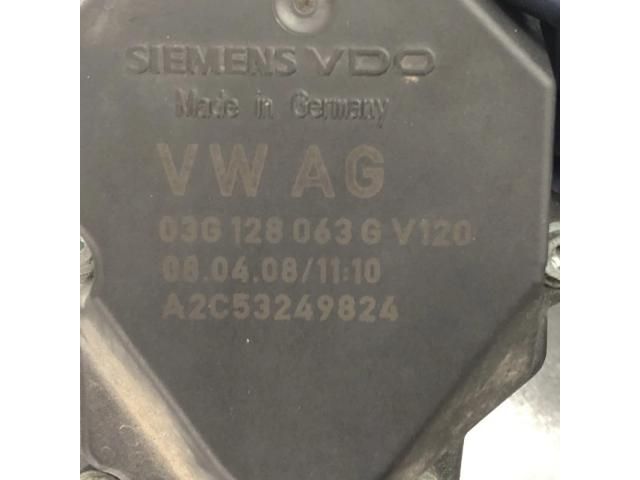 SIEMENS VDO
Made in Germany
VW AG
03G 128 063 G V120
08.04.08/11:10
A2C53249824